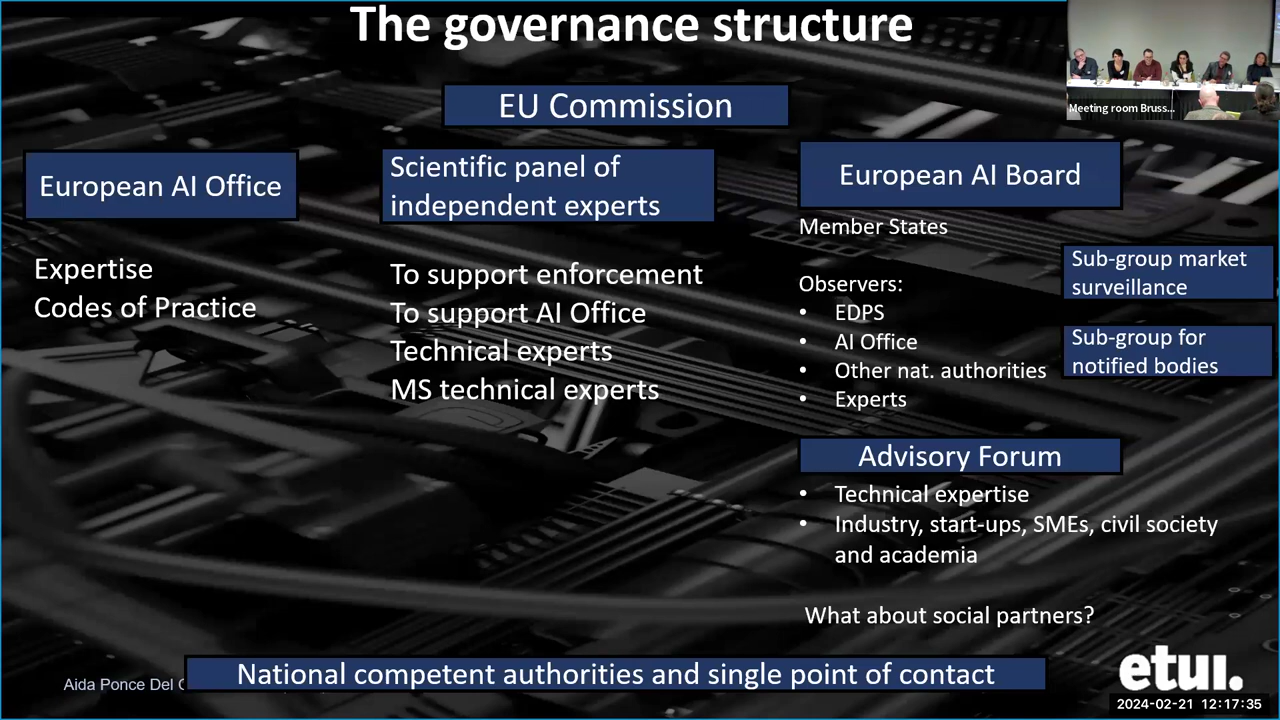 The governance structure
EU Commission
Meeting room Bruss...
European AI Office
Expertise
Codes of Practice
Scientific panel of
independent experts
To support enforcement
To support AI Office
Technical experts
MS technical experts
European AI Board
Member States
Observers:
• EDPS
• AI Office
• Other nat. authorities
• Experts
Sub-group market
surveillance
Sub-group for
notified bodies
Advisory Forum
• Technical expertise
• Industry, start-ups, SMEs, civil society
and academia
What about social partners?
Aida Ponce Del
National competent authorities and single point of contact
etui.
2024-02-21 12:17:35